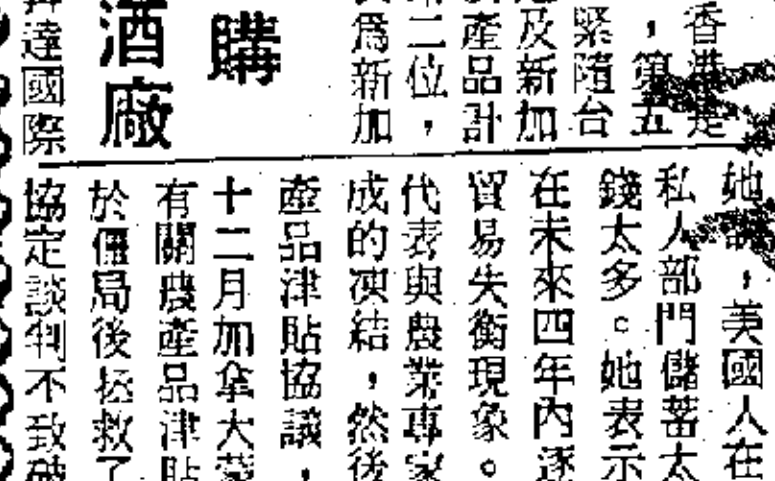 香港是
，第五
緊隨台
及新加
產品計
二位，
為新加
購
酒廠
達國際
她說，美國人在
私人部門儲蓄太
錢太多。她表示
在未來四年內逐
貿易失衡現象。
代表與農業專家
成的凍結，然後
產品津貼協議，
十二月加拿大蒙
有關農產品津貼
於僵局後拯救了
協定談判不致破